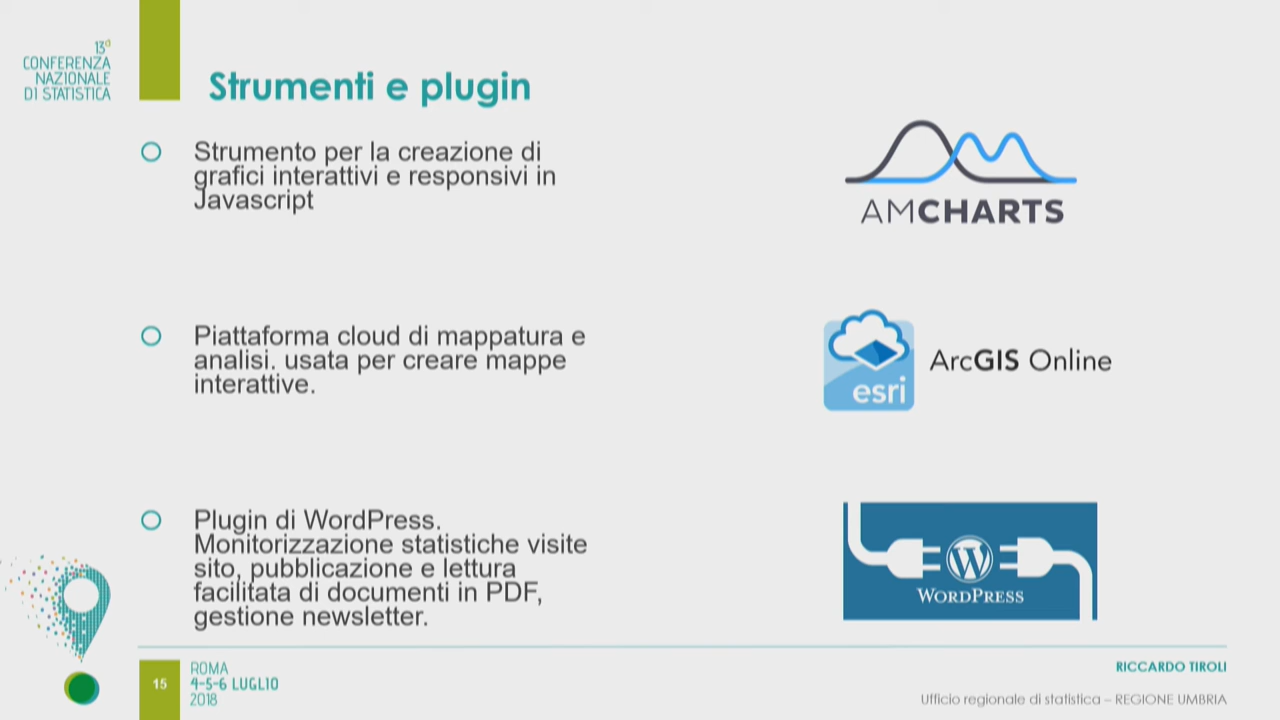 13ª
CONFERENZA
NAZIONALE
DI STATISTICA
Strumenti e plugin
Strumento per la creazione di
grafici interattivi e responsivi in
Javascript
AMCHARTS
Piattaforma cloud di mappatura e
analisi. usata per creare mappe
interattive.
esri
ArcGIS Online
Plugin di WordPress.
Monitorizzazione statistiche visite
sito, pubblicazione e lettura
facilitata di documenti in PDF,
gestione newsletter.
W
WORDPRESS
15
ROMA
4-5-6 LUGLIO
2018
RICCARDO TIROLI
Ufficio regionale di statistica – REGIONE UMBRIA